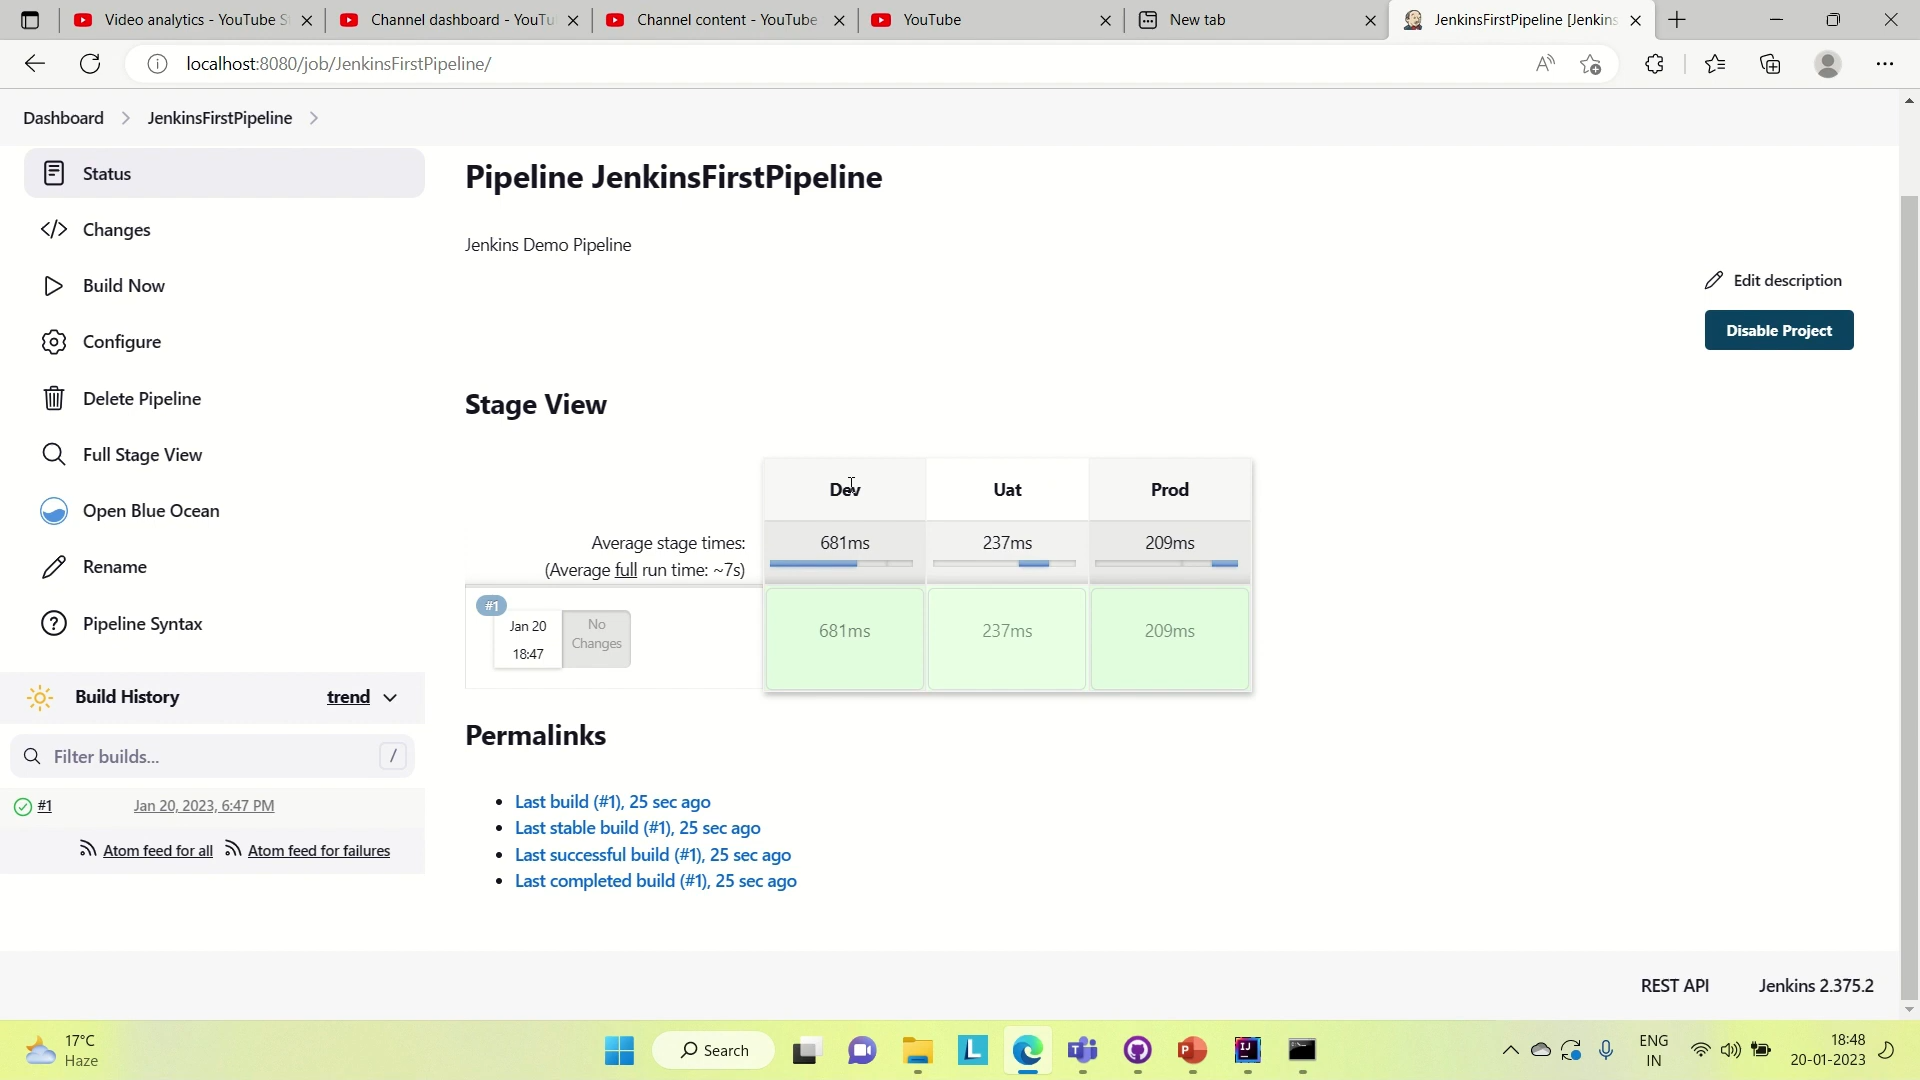 Video analytics - YouTube S
Channel dashboard - YouTu
Channel content - YouTube
YouTube
New tab
JenkinsFirstPipeline [Jenkins
localhost:8080/job/JenkinsFirstPipeline/
Dashboard
JenkinsFirstPipeline
Status
Changes
Build Now
Configure
Delete Pipeline
Full Stage View
Open Blue Ocean
Rename
Pipeline Syntax
Build History
trend
Filter builds...
/
#1
Jan 20, 2023, 6:47 PM
Atom feed for all
Atom feed for failures
Pipeline JenkinsFirstPipeline
Jenkins Demo Pipeline
Edit description
Disable Project
Stage View
Dev
Uat
Prod
Average stage times:
(Average full run time: ~7s)
681ms
237ms
209ms
#1
Jan 20
18:47
No
Changes
681ms
237ms
209ms
Permalinks
Last build (#1), 25 sec ago
Last stable build (#1), 25 sec ago
Last successful build (#1), 25 sec ago
Last completed build (#1), 25 sec ago
REST API
Jenkins 2.375.2
17°C
Haze
Search
L
P
IJ
ENG
IN
18:48
20-01-2023